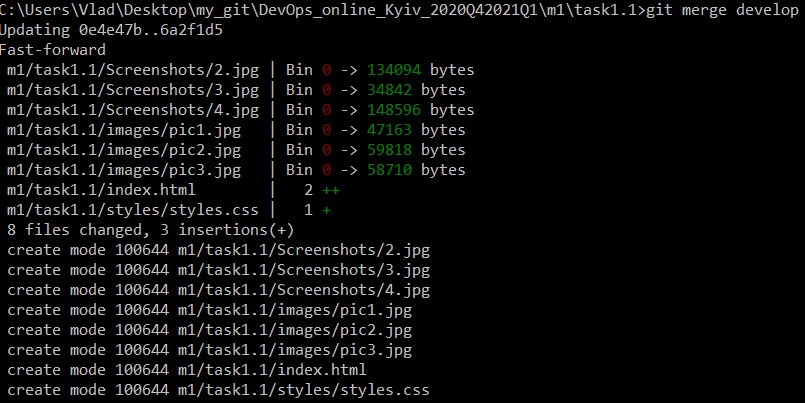 C:\Users\Vlad\Desktop\my_git\DevOps_online_Kyiv_2020Q42021Q1\m1\task1.1>git merge develop
Updating 0e4e47b..6a2f1d5
Fast-forward
 m1/task1.1/Screenshots/2.jpg | Bin 0 -> 134094 bytes
 m1/task1.1/Screenshots/3.jpg | Bin 0 -> 34842 bytes
 m1/task1.1/Screenshots/4.jpg | Bin 0 -> 148596 bytes
 m1/task1.1/images/pic1.jpg   | Bin 0 -> 47163 bytes
 m1/task1.1/images/pic2.jpg   | Bin 0 -> 59818 bytes
 m1/task1.1/images/pic3.jpg   | Bin 0 -> 58710 bytes
 m1/task1.1/index.html        |   2 ++
 m1/task1.1/styles/styles.css |   1 +
 8 files changed, 3 insertions(+)
 create mode 100644 m1/task1.1/Screenshots/2.jpg
 create mode 100644 m1/task1.1/Screenshots/3.jpg
 create mode 100644 m1/task1.1/Screenshots/4.jpg
 create mode 100644 m1/task1.1/images/pic1.jpg
 create mode 100644 m1/task1.1/images/pic2.jpg
 create mode 100644 m1/task1.1/images/pic3.jpg
 create mode 100644 m1/task1.1/index.html
 create mode 100644 m1/task1.1/styles/styles.css